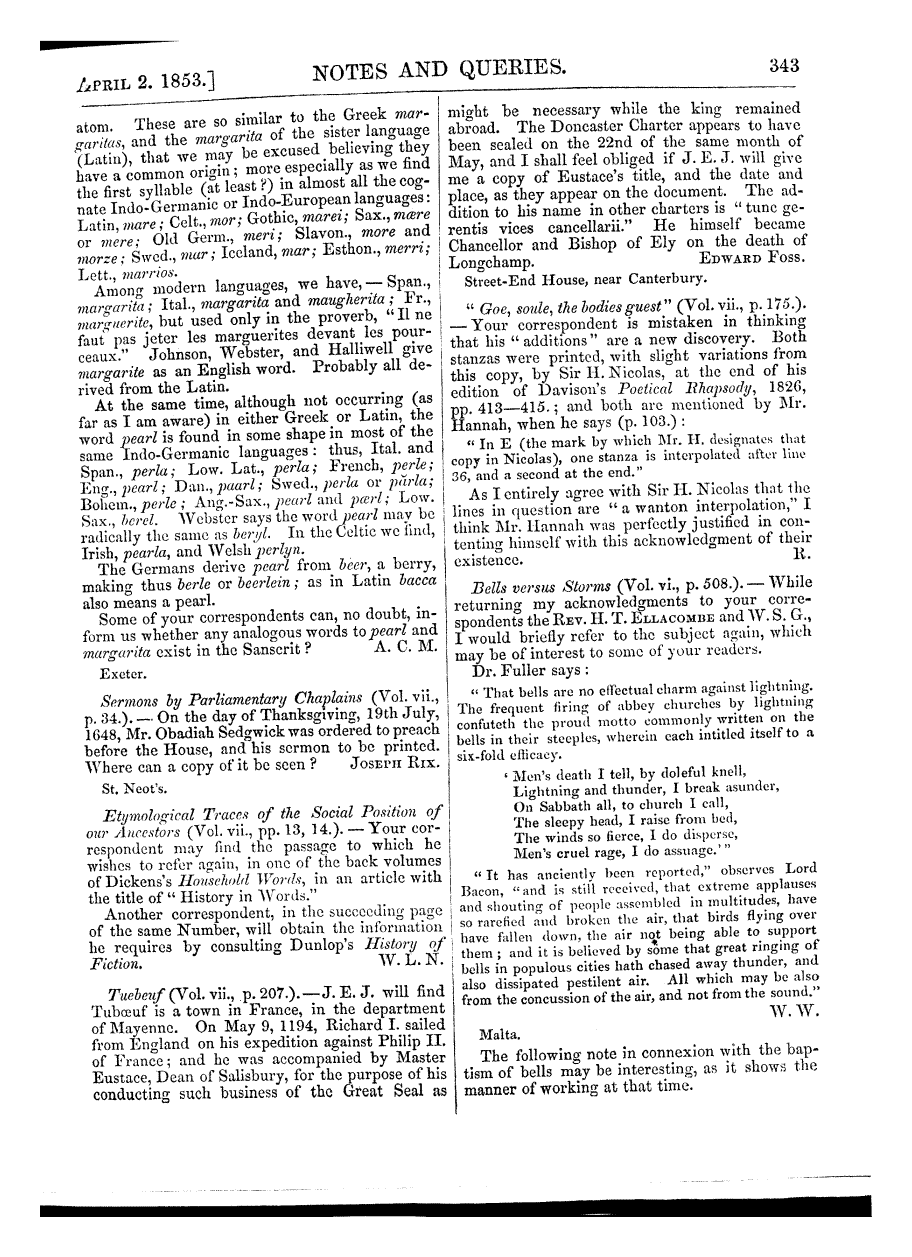 APRIL 2. 1853.] NOTES AND QUERIES. 343
atom. These are so similar to the Greek mar-
garitas, and the margarita of the sister language
(Latin), that we may be excused believing they
have a common origin; more especially as we find
the first syllable (at least?) in almost all the cog-
nate Indo-Germanic or Indo-European languages:
Latin, mare; Celt., mor; Gothic, marei; Sax., mære
or mere; Old Germ., meri; Slavon., more and
morze; Swed., mar; Iceland, mar; Esthon., merri;
Lett., marrios.
Among modern languages, we have,—Span.,
margarita; Ital., margarita and maugherita; Fr.,
marguerite, but used only in the proverb, "Il ne
faut pas jeter les marguerites devant les pour-
ceaux." Johnson, Webster, and Halliwell give
margarite as an English word. Probably all de-
rived from the Latin.
At the same time, although not occurring (as
far as I am aware) in either Greek or Latin, the
word pearl is found in some shape in most of the
same Indo-Germanic languages: thus, Ital. and
Span., perla; Low. Lat., perla; French, perle;
Eng., pearl; Dan., paarl; Swed., perla or pärla;
Bohem., perle; Ang.-Sax., pearl and pærl; Low.
Sax., berel. Webster says the word pearl may be
radically the same as beryl. In the Celtic we find,
Irish, pearla, and Welsh perlyn.
The Germans derive pearl from beer, a berry,
making thus berle or beerlein; as in Latin bacca
also means a pearl.
Some of your correspondents can, no doubt, in-
form us whether any analogous words to pearl and
margarita exist in the Sanscrit? A. C. M.
Exeter.
Sermons by Parliamentary Chaplains (Vol. vii.,
p. 34.).—On the day of Thanksgiving, 19th July,
1648, Mr. Obadiah Sedgwick was ordered to preach
before the House, and his sermon to be printed.
Where can a copy of it be seen? JOSEPH RIX.
St. Neot's.
Etymological Traces of the Social Position of
our Ancestors (Vol. vii., pp. 13, 14.).—Your cor-
respondent may find the passage to which he
wishes to refer again, in one of the back volumes
of Dickens's Household Words, in an article with
the title of "History in Words."
Another correspondent, in the succeeding page
of the same Number, will obtain the information
he requires by consulting Dunlop's History of
Fiction. W. L. N.
Tuebeuf (Vol. vii., p. 207.).—J. E. J. will find
Tubœuf is a town in France, in the department
of Mayenne. On May 9, 1194, Richard I. sailed
from England on his expedition against Philip II.
of France; and he was accompanied by Master
Eustace, Dean of Salisbury, for the purpose of his
conducting such business of the Great Seal as
might be necessary while the king remained
abroad. The Doncaster Charter appears to have
been sealed on the 22nd of the same month of
May, and I shall feel obliged if J. E. J. will give
me a copy of Eustace's title, and the date and
place, as they appear on the document. The ad-
dition to his name in other charters is "tunc ge-
rentis vices cancellarii." He himself became
Chancellor and Bishop of Ely on the death of
Longchamp. EDWARD FOSS.
Street-End House, near Canterbury.
"Goe, soule, the bodies guest" (Vol. vii., p. 175.).
—Your correspondent is mistaken in thinking
that his "additions" are a new discovery. Both
stanzas were printed, with slight variations from
this copy, by Sir H. Nicolas, at the end of his
edition of Davison's Poetical Rhapsody, 1826,
pp. 413—415.; and both are mentioned by Mr.
Hannah, when he says (p. 103.):
"In E (the mark by which Mr. H. designates that
copy in Nicolas), one stanza is interpolated after line
36, and a second at the end."
As I entirely agree with Sir H. Nicolas that the
lines in question are "a wanton interpolation," I
think Mr. Hannah was perfectly justified in con-
tenting himself with this acknowledgment of their
existence. R.
Bells versus Storms (Vol. vi., p. 508.).—While
returning my acknowledgments to your corre-
spondents the REV. H. T. ELLACOMBE and W. S. G.,
I would briefly refer to the subject again, which
may be of interest to some of your readers.
Dr. Fuller says:
"That bells are no effectual charm against lightning.
The frequent firing of abbey churches by lightning
confuteth the proud motto commonly written on the
bells in their steeples, wherein each intitled itself to a
six-fold efficacy.
'Men's death I tell, by doleful knell,
Lightning and thunder, I break asunder,
On Sabbath all, to church I call,
The sleepy head, I raise from bed,
The winds so fierce, I do disperse,
Men's cruel rage, I do assuage.'"
"It has anciently been reported," observes Lord
Bacon, "and is still received, that extreme applauses
and shouting of people assembled in multitudes, have
so rarefied and broken the air, that birds flying over
have fallen down, the air not being able to support
them; and it is believed by some that great ringing of
bells in populous cities hath chased away thunder, and
also dissipated pestilent air. All which may be also
from the concussion of the air, and not from the sound."
W. W.
Malta.
The following note in connexion with the bap-
tism of bells may be interesting, as it shows the
manner of working at that time.